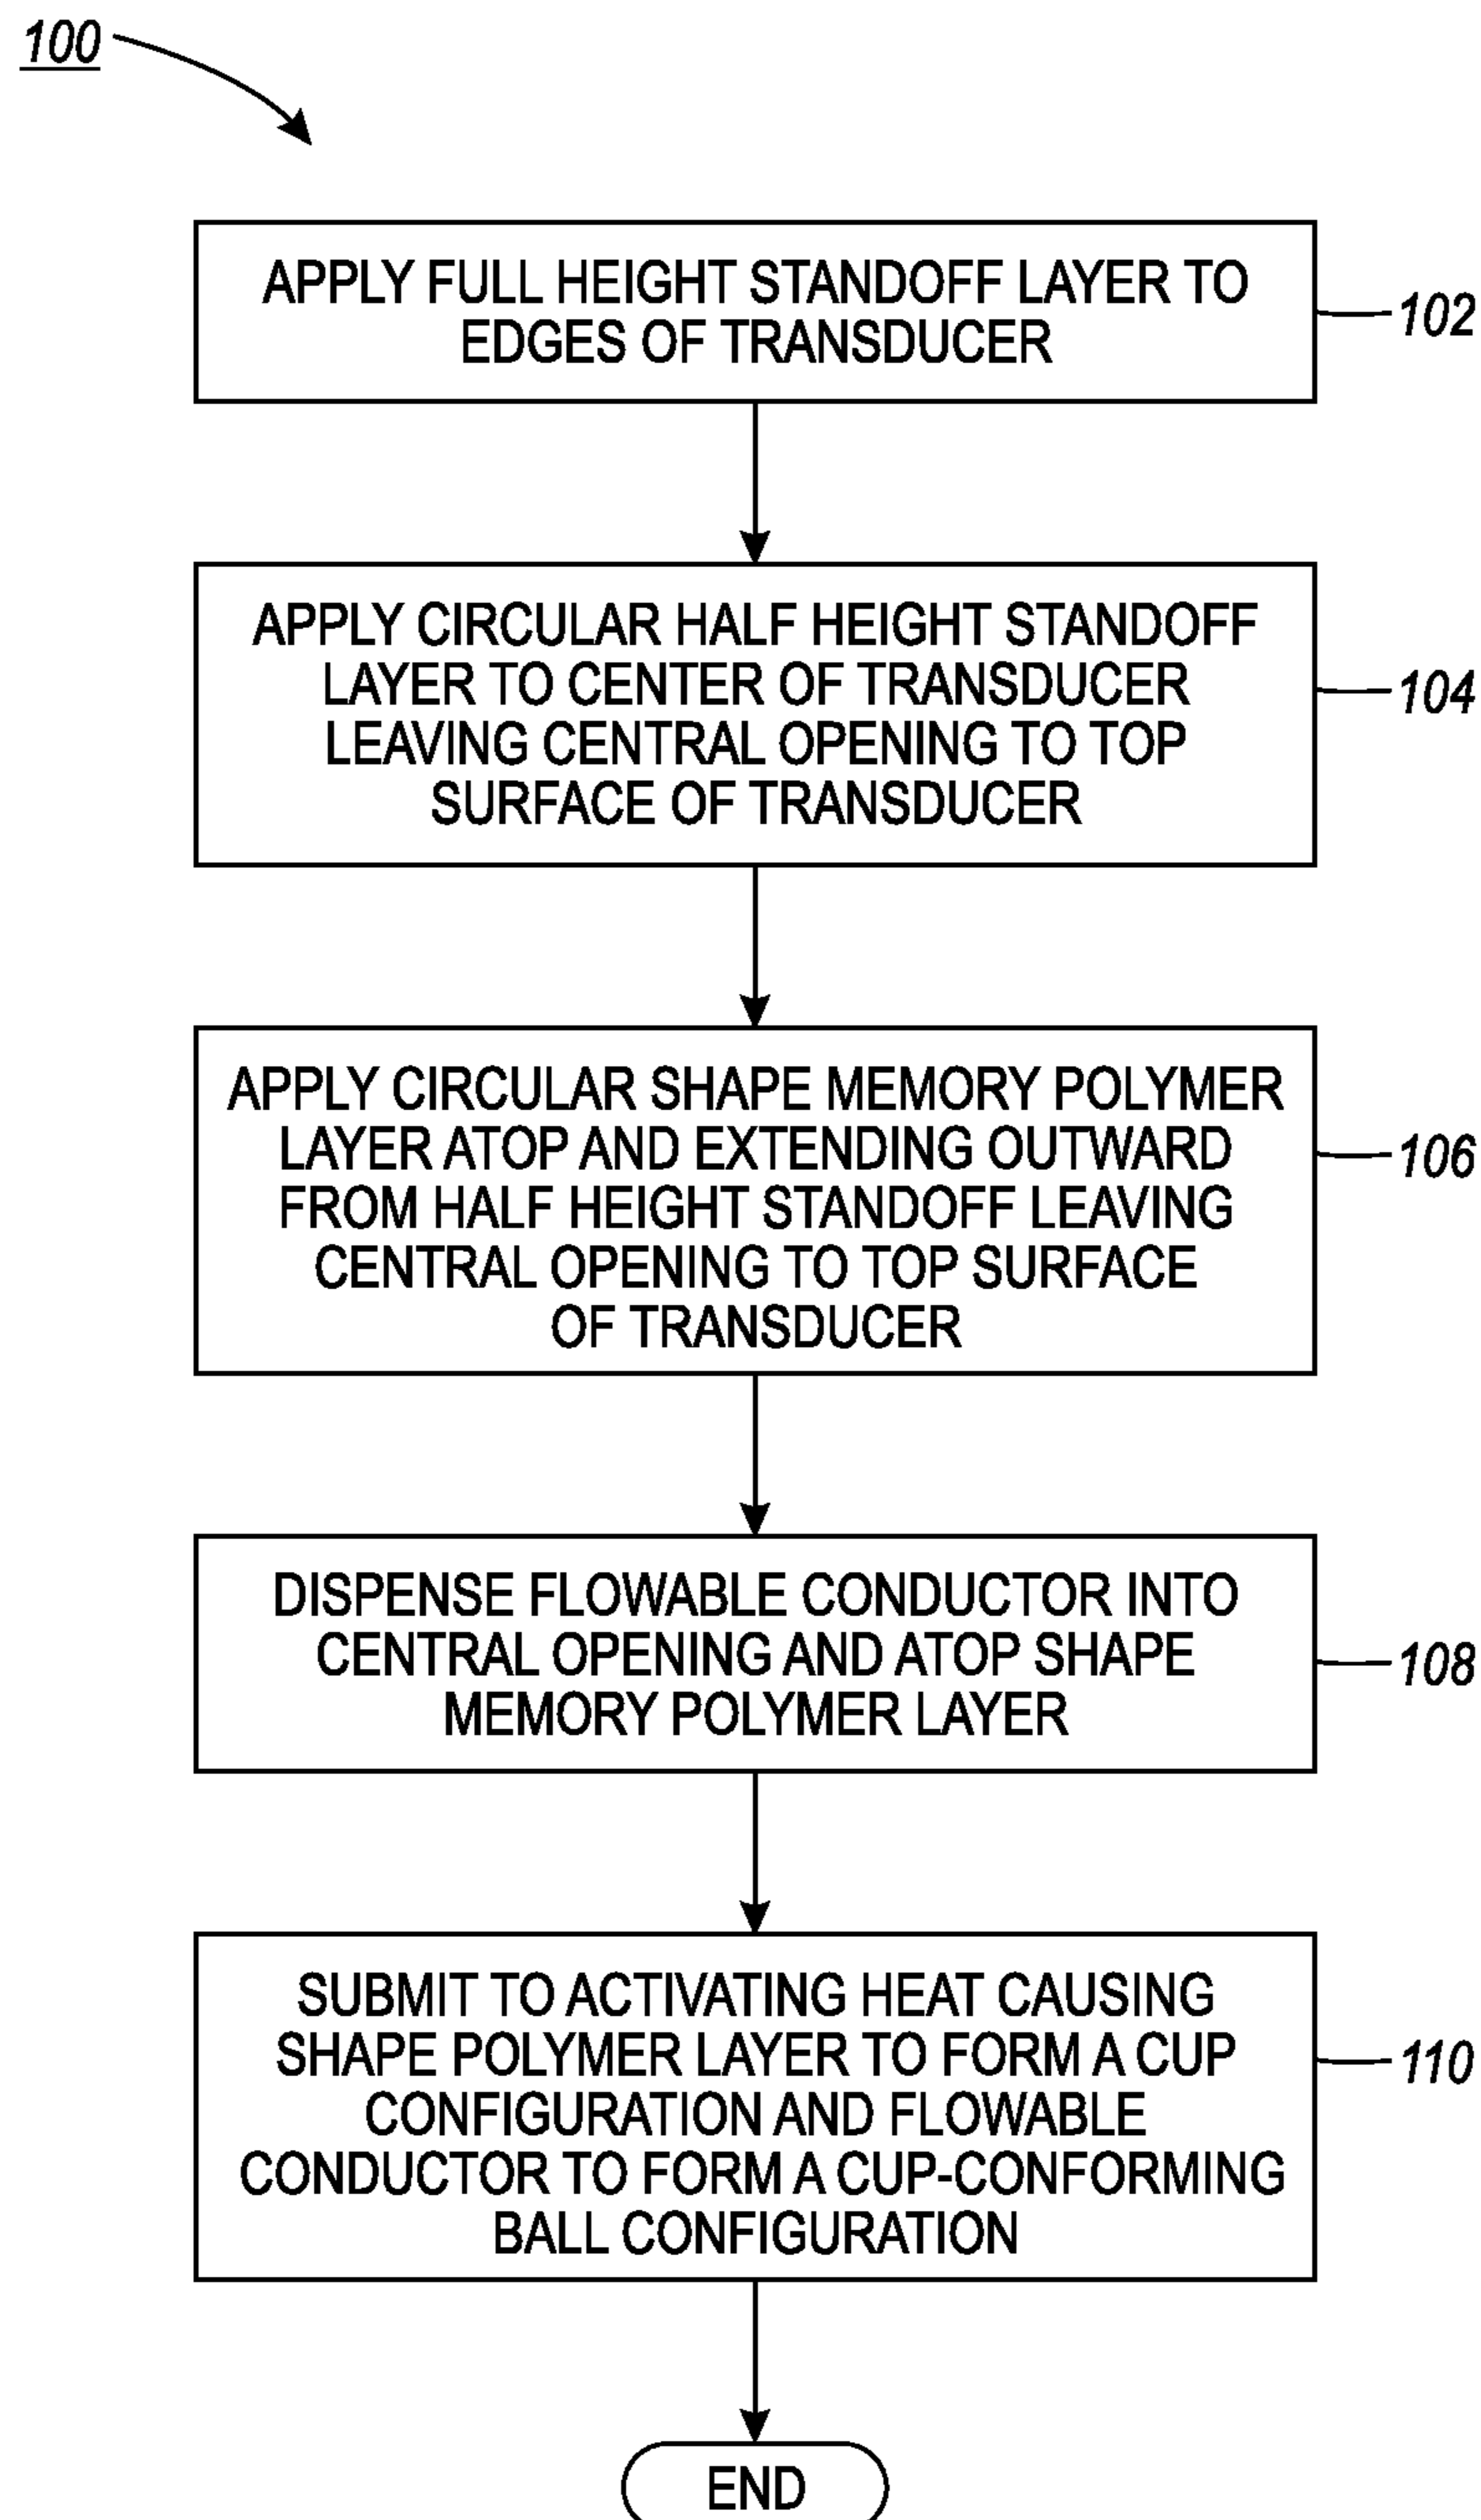 100
APPLY FULL HEIGHT STANDOFF LAYER TO
EDGES OF TRANSDUCER
102
APPLY CIRCULAR HALF HEIGHT STANDOFF
LAYER TO CENTER OF TRANSDUCER
LEAVING CENTRAL OPENING TO TOP
SURFACE OF TRANSDUCER
104
APPLY CIRCULAR SHAPE MEMORY POLYMER
LAYER ATOP AND EXTENDING OUTWARD
FROM HALF HEIGHT STANDOFF LEAVING
CENTRAL OPENING TO TOP SURFACE
OF TRANSDUCER
106
DISPENSE FLOWABLE CONDUCTOR INTO
CENTRAL OPENING AND ATOP SHAPE
MEMORY POLYMER LAYER
108
SUBMIT TO ACTIVATING HEAT CAUSING
SHAPE POLYMER LAYER TO FORM A CUP
CONFIGURATION AND FLOWABLE
CONDUCTOR TO FORM A CUP-CONFORMING
BALL CONFIGURATION
110
END